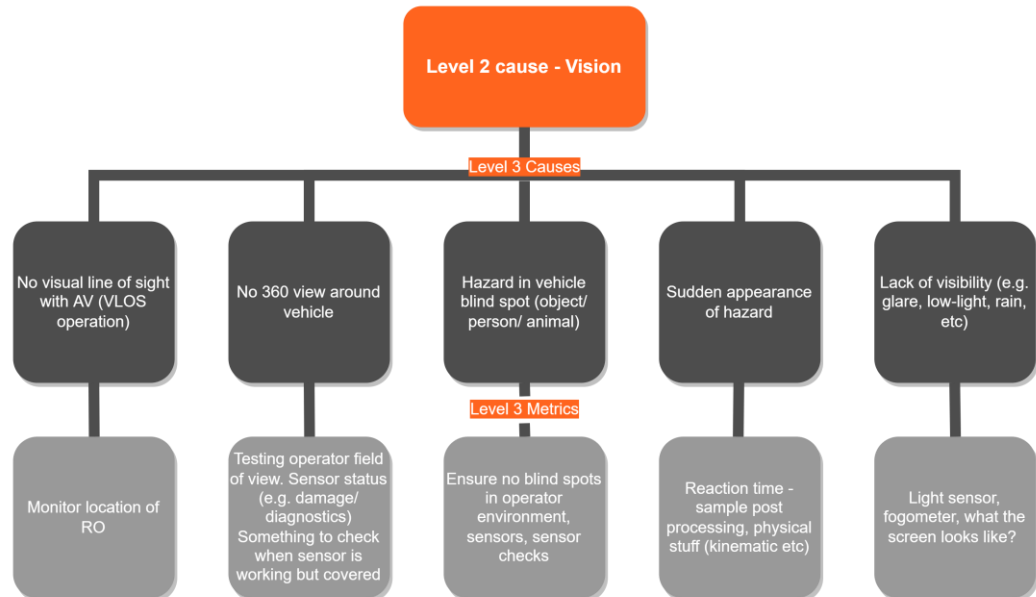 Level 2 cause - Vision
Level 3 Causes
No visual line of sight
with AV (VLOS
operation)
No 360 view around
vehicle
Hazard in vehicle
blind spot (object/
person/ animal)
Sudden appearance
of hazard
Lack of visibility (e.g.
glare, low-light, rain,
etc)
Level 3 Metrics
Monitor location of
RO
Testing operator field
of view. Sensor status
(e.g. damage/
diagnostics)
Something to check
when sensor is
working but covered
Ensure no blind spots
in operator
environment,
sensors, sensor
checks
Reaction time -
sample post
processing, physical
stuff (kinematic etc)
Light sensor,
fogometer, what the
screen looks like?